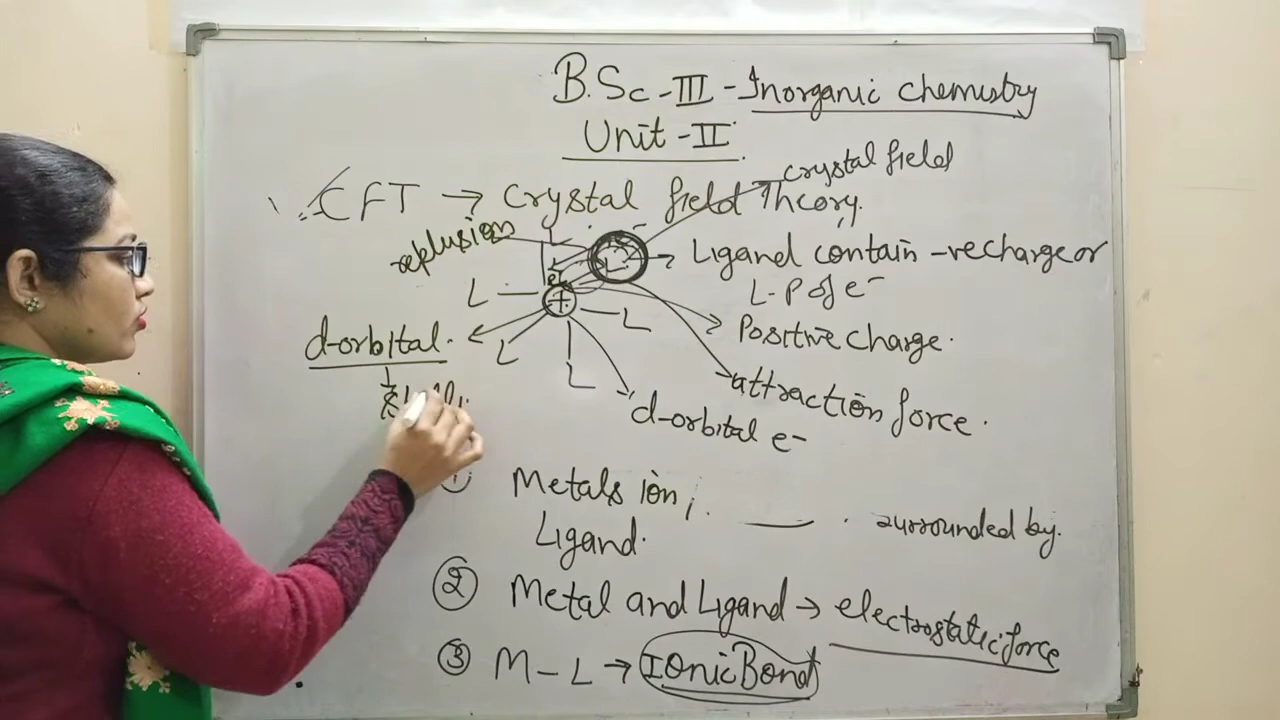 B.Sc-III-Inorganic chemistry
Unit-II
CFT → Crystal field Theory.
crystal field
repulsion
L
L
L
L
L
+
Ligand contain -vecharge or
L.P of e-
Positive charge.
attraction force.
d-orbital e-
d-orbital.
① Metals ion,
surrounded by.
Ligand.
② Metal and Ligand → electrostatic force
③ M-L → Ionic Bond